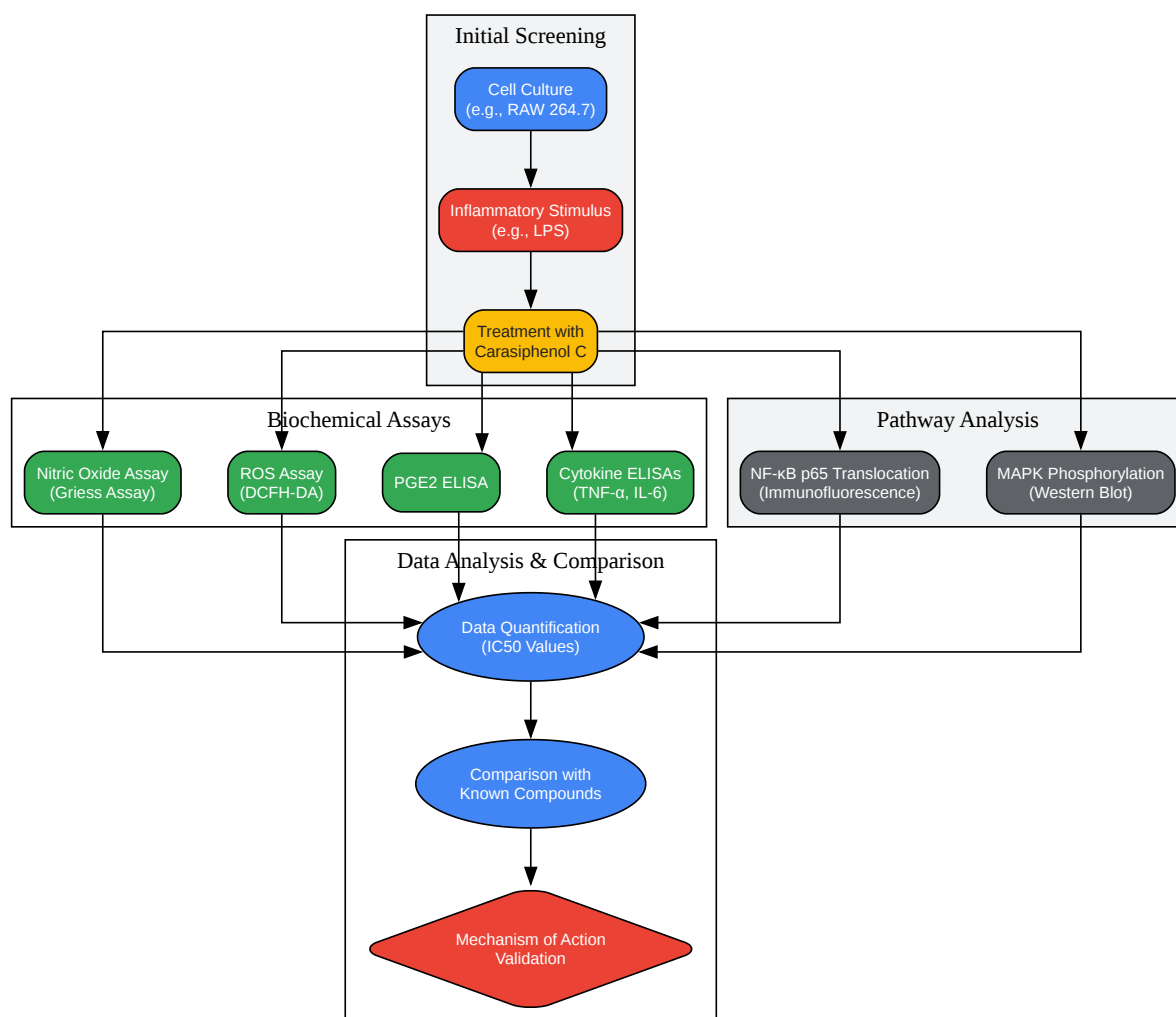 Initial Screening
Cell Culture
(e.g., RAW 264.7)
Inflammatory Stimulus
(e.g., LPS)
Treatment with
Carasiphenol C
Biochemical Assays
Nitric Oxide Assay
(Griess Assay)
ROS Assay
(DCFH-DA)
PGE2 ELISA
Cytokine ELISAs
(TNF-α, IL-6)
Pathway Analysis
NF-κB p65 Translocation
(Immunofluorescence)
MAPK Phosphorylation
(Western Blot)
Data Analysis & Comparison
Data Quantification
(IC50 Values)
Comparison with
Known Compounds
Mechanism of Action
Validation